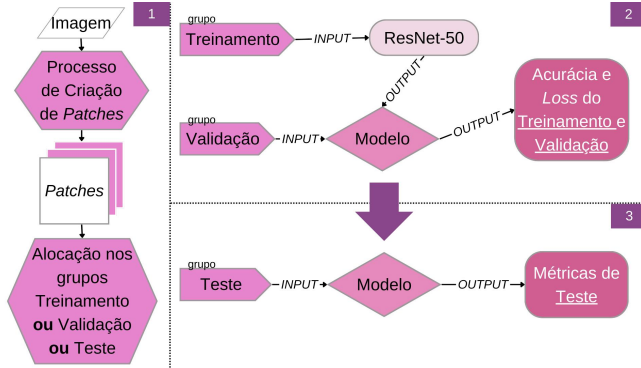 1
Imagem
Processo
de Criação
de Patches
Patches
Alocação nos
grupos
Treinamento
ou Validação
ou Teste
2
grupo
Treinamento
INPUT
ResNet-50
OUTPUT
grupo
Validação
INPUT
Modelo
OUTPUT
Acurácia e
Loss do
Treinamento e
Validação
3
grupo
Teste
INPUT
Modelo
OUTPUT
Métricas de
Teste